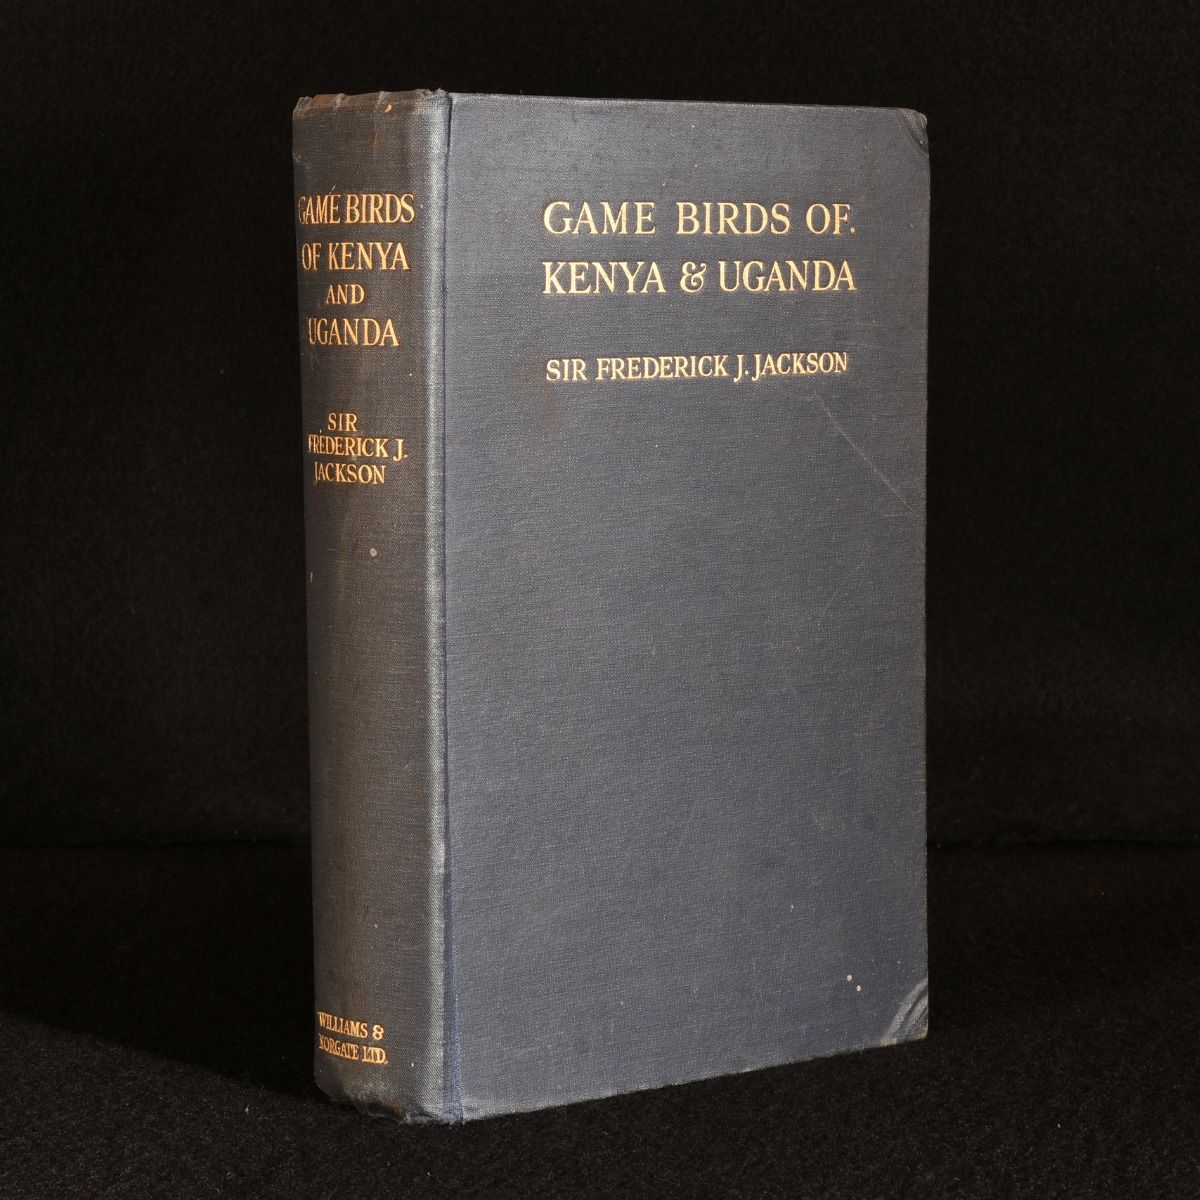 GAME BIRDS
OF KENYA
AND
UGANDA
SIR
FREDERICK J.
JACKSON
WILLIAMS &
NORGATE LTD.
GAME BIRDS OF.
KENYA & UGANDA
SIR FREDERICK J. JACKSON